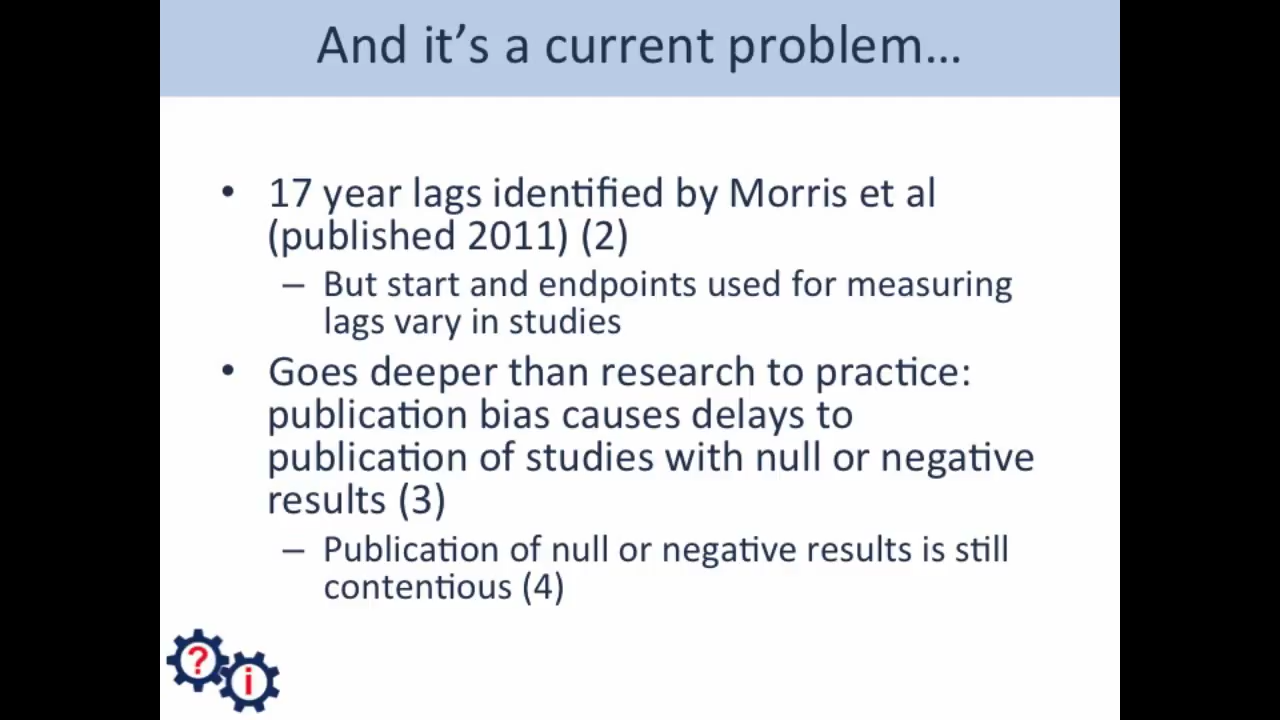 And it’s a current problem…
• 17 year lags identified by Morris et al
(published 2011) (2)
– But start and endpoints used for measuring
lags vary in studies
• Goes deeper than research to practice:
publication bias causes delays to
publication of studies with null or negative
results (3)
– Publication of null or negative results is still
contentious (4)
? i